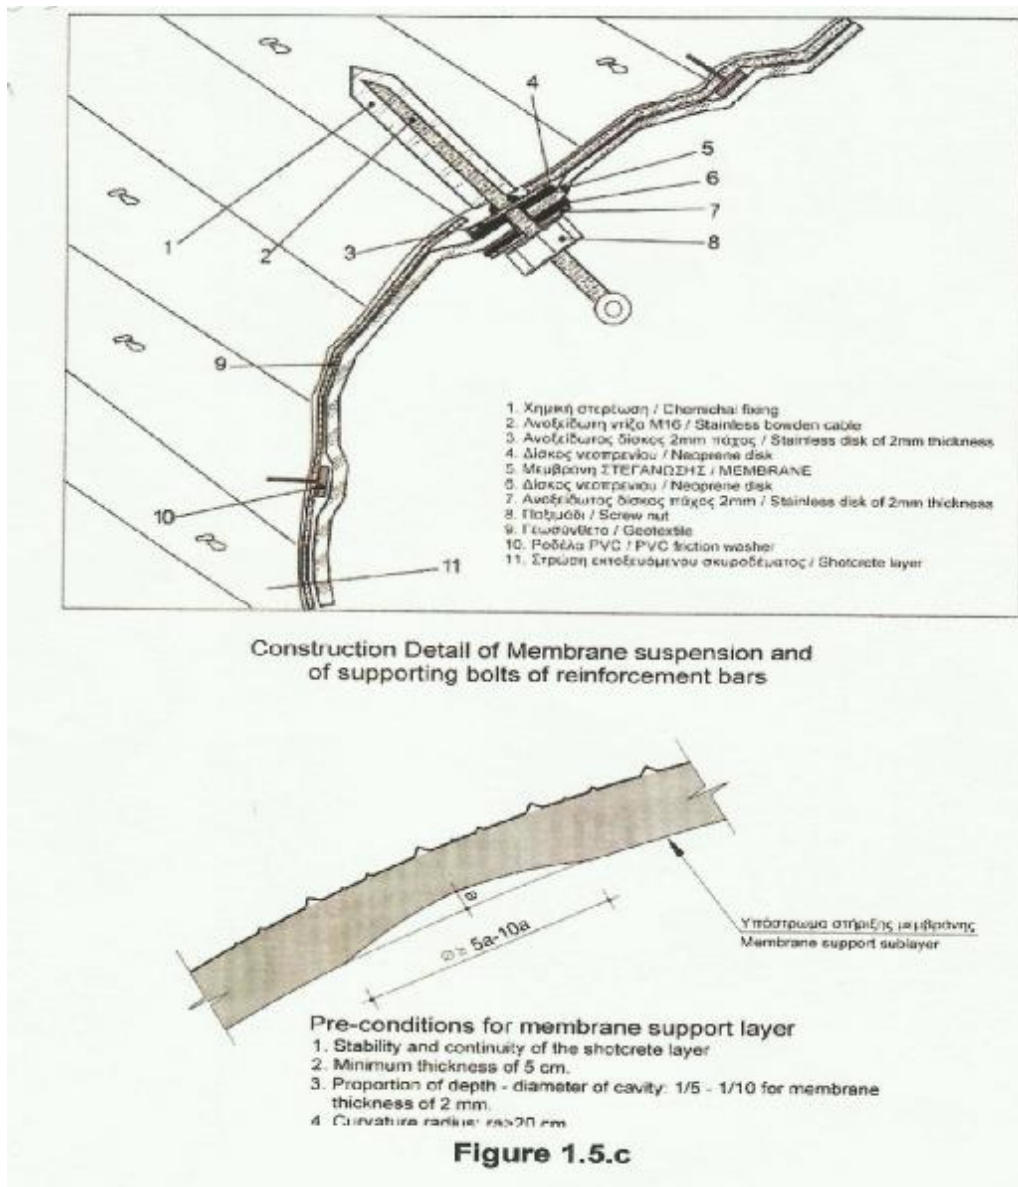 4
5
6
7
8
1
2
3
9
10
11
1. Χημική στερέωση / Chemichal fixing
2. Ανοξείδωτη ντίζα M16 / Stainless bowden cable
3. Ανοξείδωτος δίσκος 2mm πάχος / Stainless disk of 2mm thickness
4. Δίσκος νεοπρενίου / Neoprene disk
5. Μεμβράνη ΣΤΕΓΑΝΩΣΗΣ / MEMBRANE
6. Δίσκος νεοπρενίου / Neoprene disk
7. Ανοξείδωτος δίσκος πάχος 2mm / Stainless disk of 2mm thickness
8. Παξιμάδι / Screw nut
9. Γεωσύνθετο / Geotextile
10. Ροδέλα PVC / PVC friction washer
11. Στρώση εκτοξευόμενου σκυροδέματος / Shotcrete layer
Construction Detail of Membrane suspension and
of supporting bolts of reinforcement bars
a
∅ ≥ 5a-10a
Υπόστρωμα στήριξης μεμβράνης
Membrane support sublayer
Pre-conditions for membrane support layer
1. Stability and continuity of the shotcrete layer
2. Minimum thickness of 5 cm.
3. Proportion of depth - diameter of cavity: 1/5 - 1/10 for membrane
thickness of 2 mm.
4. Curvature radius: ra>20 cm
Figure 1.5.c